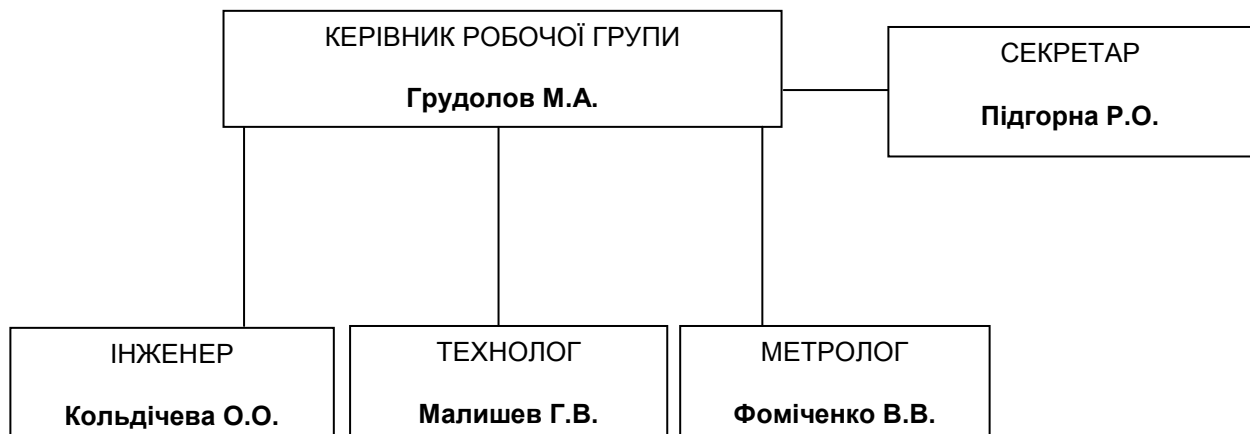 КЕРІВНИК РОБОЧОЇ ГРУПИ
Грудолов М.А.
СЕКРЕТАР
Підгорна Р.О.
ІНЖЕНЕР
Кольдічева О.О.
ТЕХНОЛОГ
Малишев Г.В.
МЕТРОЛОГ
Фоміченко В.В.